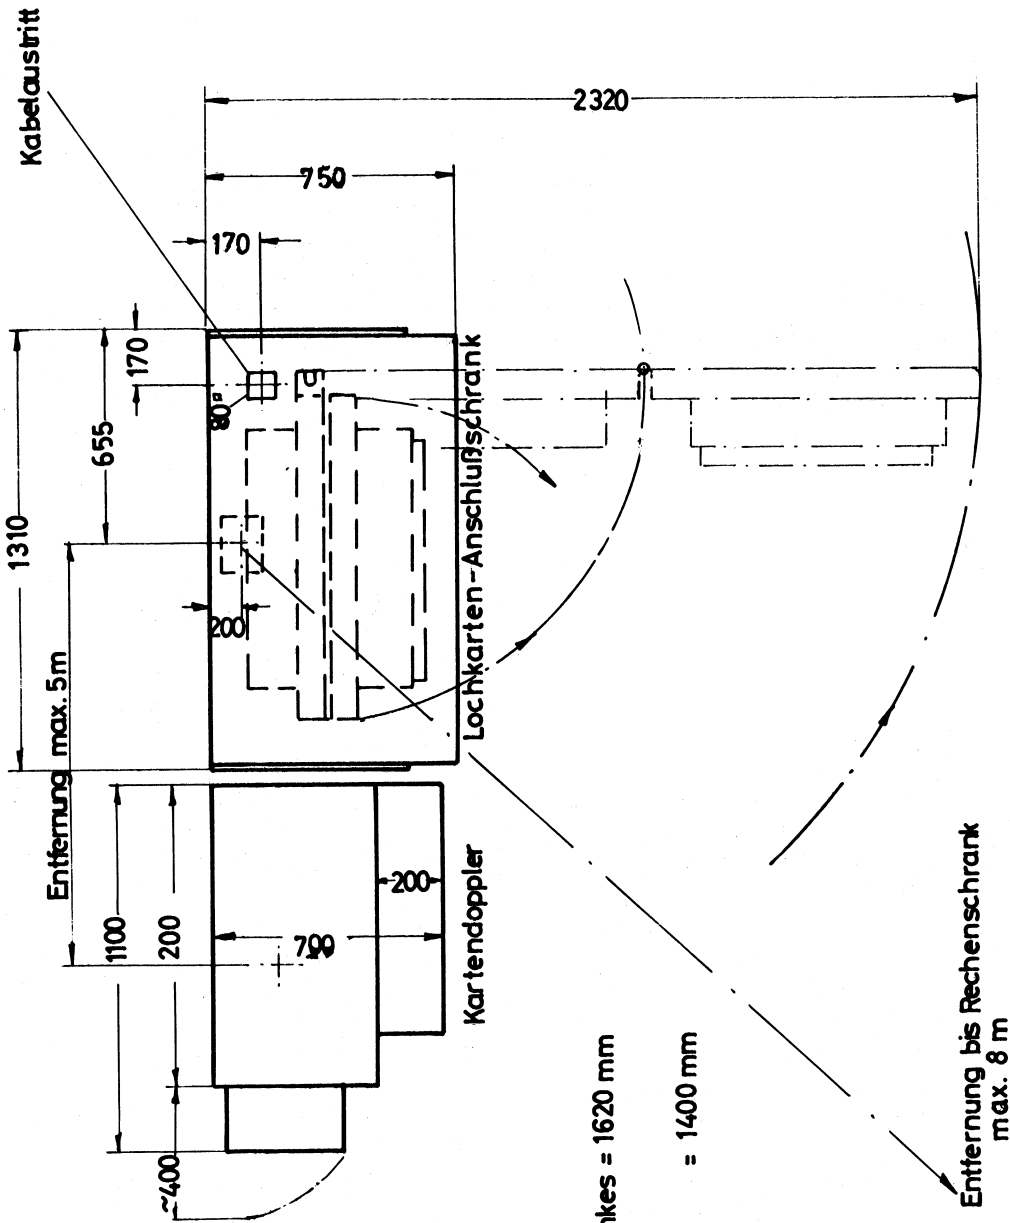 Kabelaustritt
2320
750
170
170
80
655
1310
200
Entfernung max. 5m
Lochkarten-Anschlußschrank
1100
200
200
700
~400
Kartendoppler
= 1620 mm
= 1400 mm
Entfernung bis Rechenschrank
max. 8 m